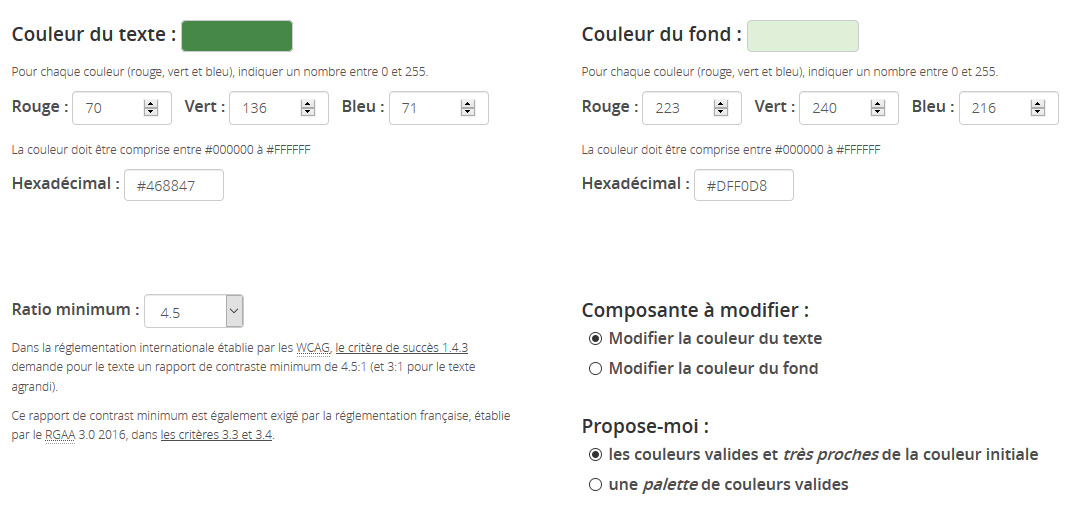 Couleur du texte :
Pour chaque couleur (rouge, vert et bleu), indiquer un nombre entre 0 et 255.
Rouge : 70 Vert : 136 Bleu : 71
La couleur doit être comprise entre #000000 à #FFFFFF
Hexadécimal : #468847
Couleur du fond :
Pour chaque couleur (rouge, vert et bleu), indiquer un nombre entre 0 et 255.
Rouge : 223 Vert : 240 Bleu : 216
La couleur doit être comprise entre #000000 à #FFFFFF
Hexadécimal : #DFF0D8
Ratio minimum : 4.5
Dans la réglementation internationale établie par les WCAG, le critère de succès 1.4.3
demande pour le texte un rapport de contraste minimum de 4.5:1 (et 3:1 pour le texte
agrandi).
Ce rapport de contrast minimum est également exigé par la réglementation française, établie
par le RGAA 3.0 2016, dans les critères 3.3 et 3.4.
Composante à modifier :
Modifier la couleur du texte
Modifier la couleur du fond
Propose-moi :
les couleurs valides et très proches de la couleur initiale
une palette de couleurs valides